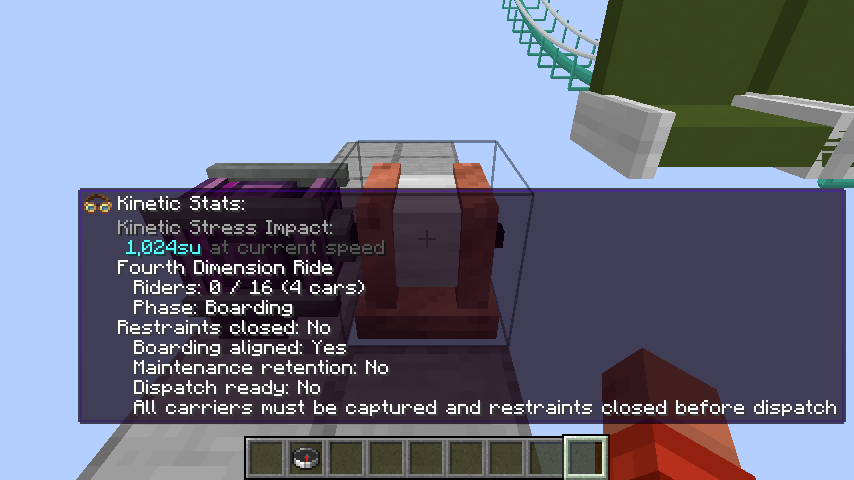 Kinetic Stats:
Kinetic Stress Impact:
1,024su at current speed
Fourth Dimension Ride
Riders: 0 / 16 (4 cars)
Phase: Boarding
Restraints closed: No
Boarding aligned: Yes
Maintenance retention: No
Dispatch ready: No
All carriers must be captured and restraints closed before dispatch